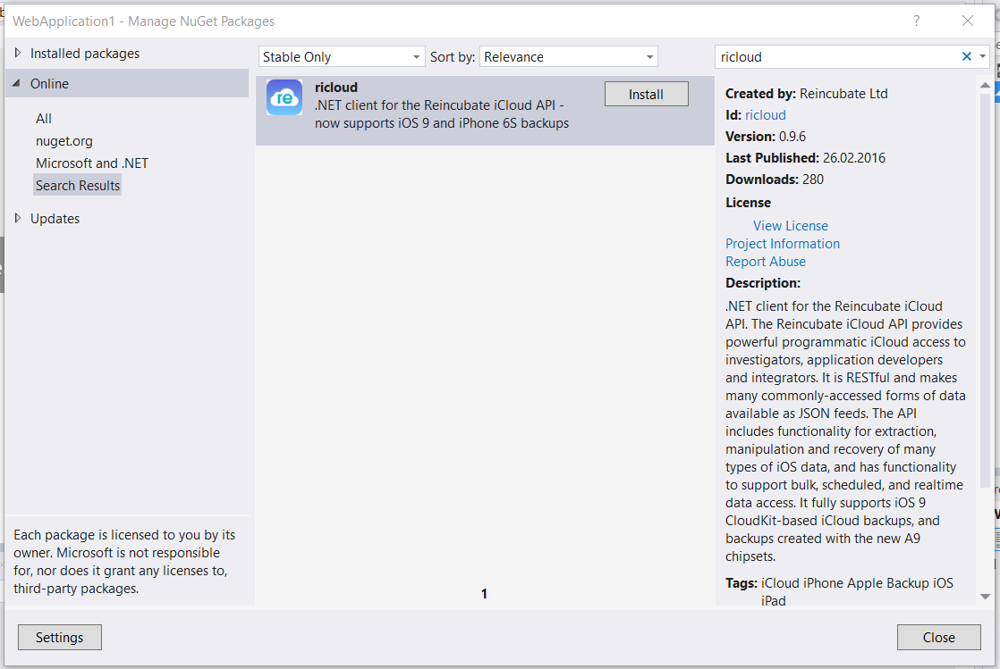 WebApplication1 - Manage NuGet Packages
?
Installed packages
Online
All
nuget.org
Microsoft and .NET
Search Results
Updates
Each package is licensed to you by its
owner. Microsoft is not responsible
for, nor does it grant any licenses to,
third-party packages.
Settings
Stable Only
Sort by:
Relevance
re
ricloud
.NET client for the Reincubate iCloud API -
now supports iOS 9 and iPhone 6S backups
Install
1
ricloud
Created by: Reincubate Ltd
Id: ricloud
Version: 0.9.6
Last Published: 26.02.2016
Downloads: 280
License
View License
Project Information
Report Abuse
Description:
.NET client for the Reincubate iCloud
API. The Reincubate iCloud API provides
powerful programmatic iCloud access to
investigators, application developers
and integrators. It is RESTful and makes
many commonly-accessed forms of data
available as JSON feeds. The API
includes functionality for extraction,
manipulation and recovery of many
types of iOS data, and has functionality
to support bulk, scheduled, and realtime
data access. It fully supports iOS 9
CloudKit-based iCloud backups, and
backups created with the new A9
chipsets.
Tags: iCloud iPhone Apple Backup iOS
iPad
Close